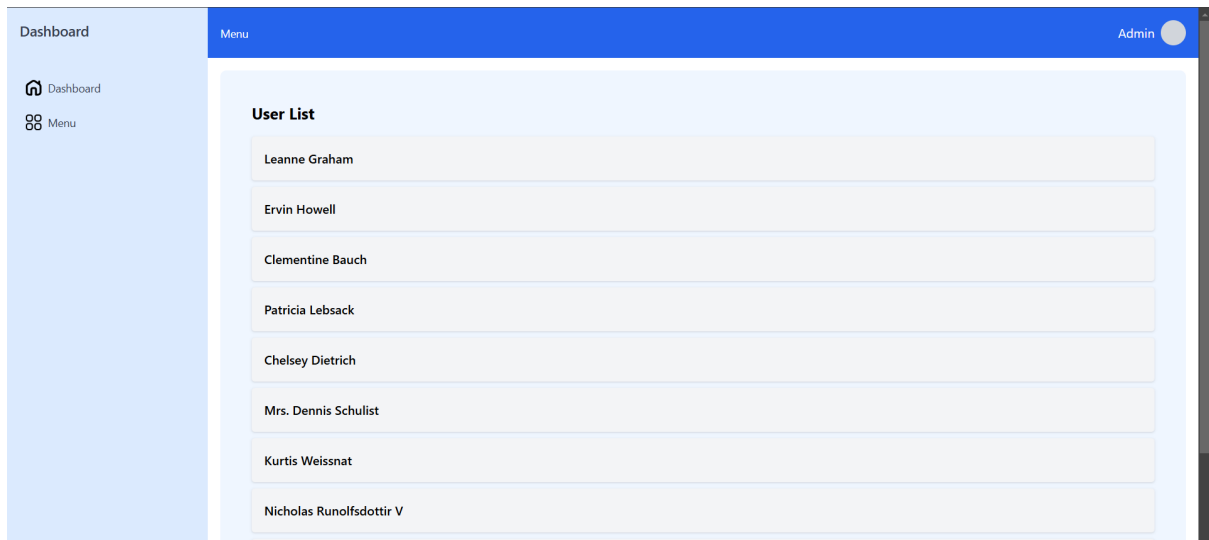 Dashboard
Dashboard
Menu
Menu
Admin
User List
Leanne Graham
Ervin Howell
Clementine Bauch
Patricia Lebsack
Chelsey Dietrich
Mrs. Dennis Schulist
Kurtis Weissnat
Nicholas Runolfsdottir V